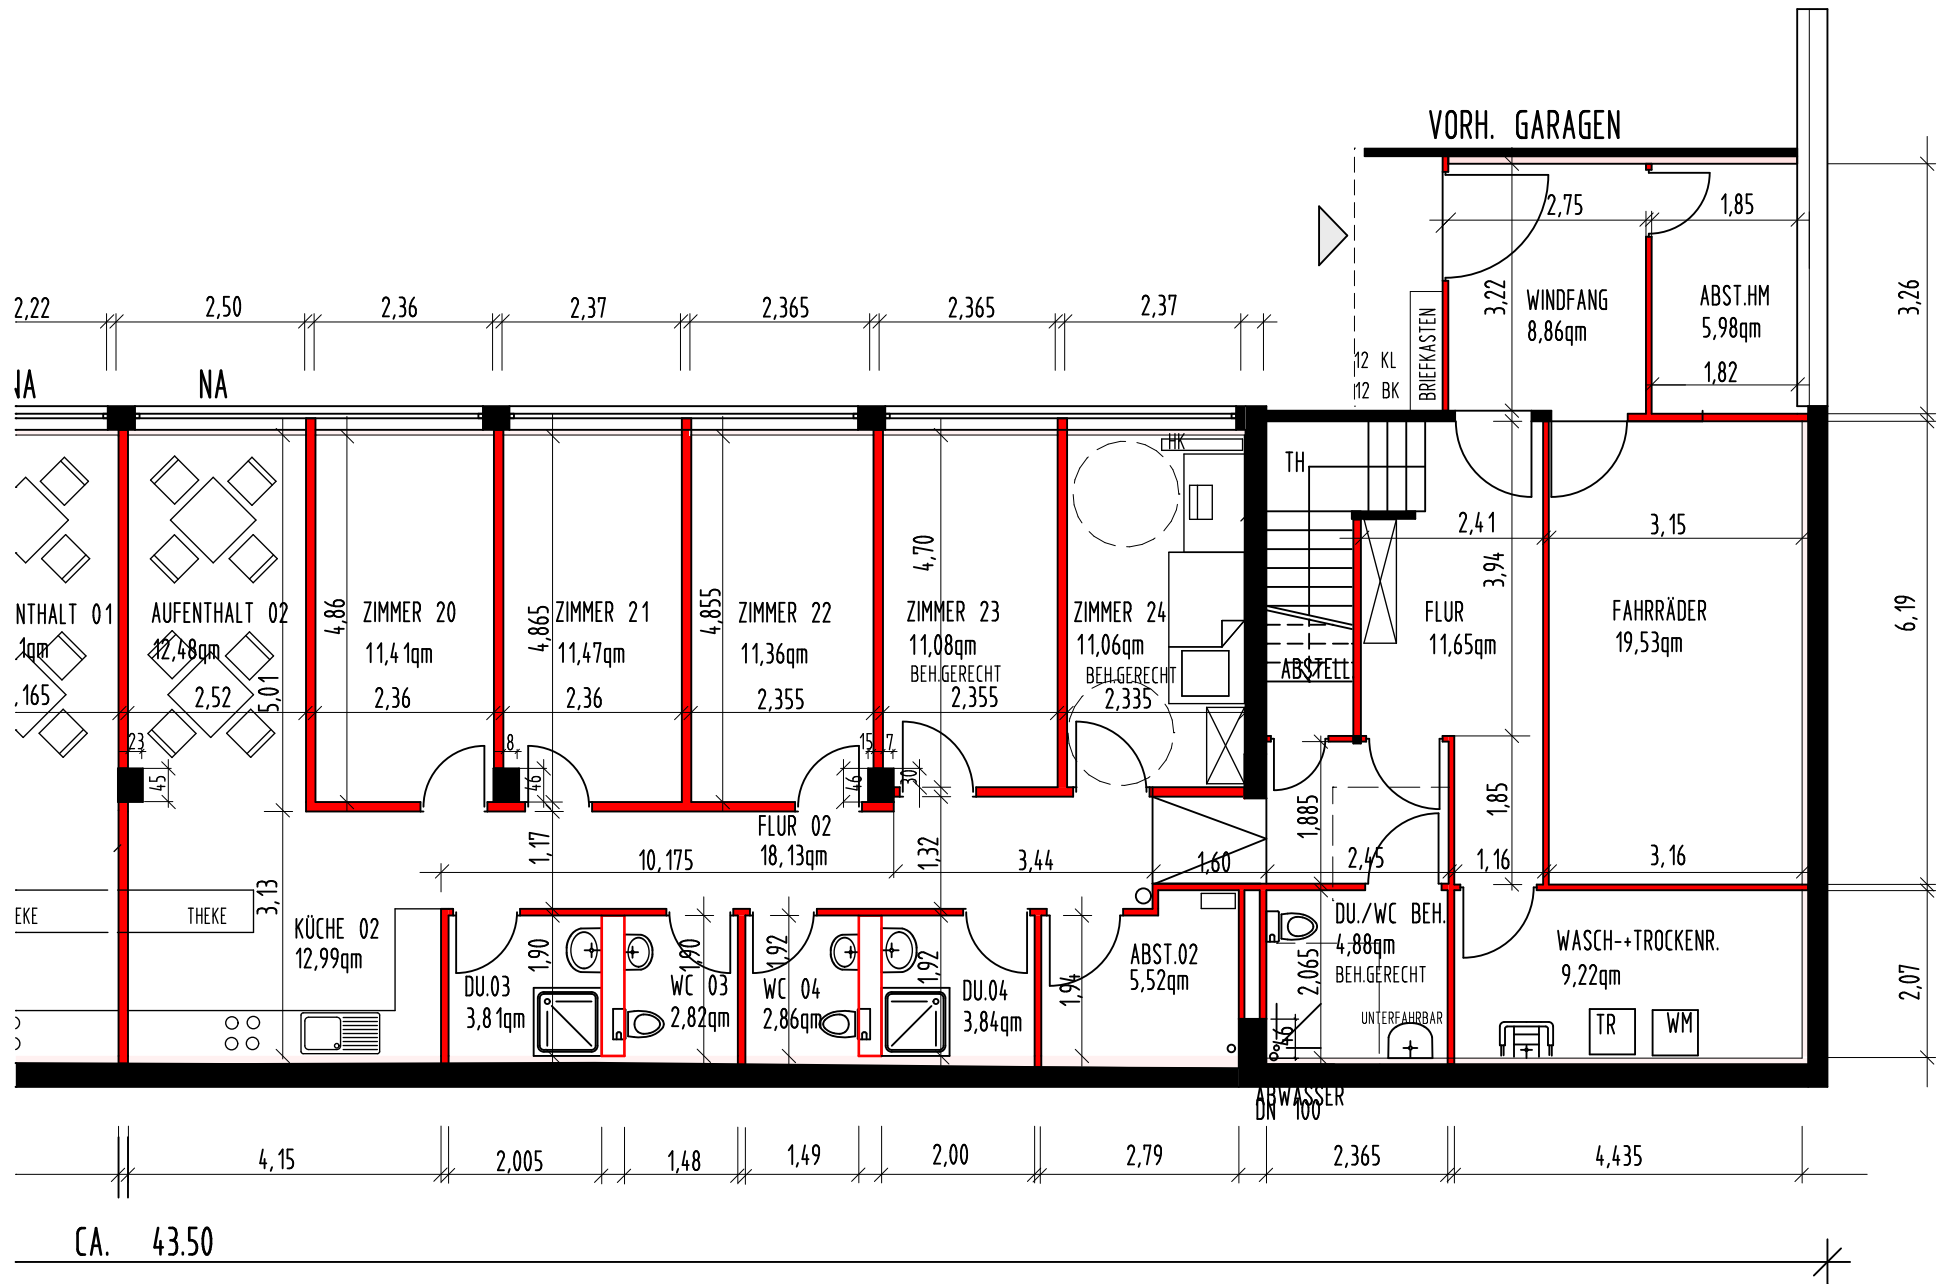 VORH. GARAGEN
2,75
1,85
3,22
WINDFANG
8,86qm
ABST.HM
5,98qm
1,82
3,26
BRIEFKASTEN
12 KL
12 BK
2,22
2,50
2,36
2,37
2,365
2,365
2,37
NA
NA
HK
TH
2,41
3,15
3,94
4,70
4,86
4,865
4,855
NTHALT 01
1qm
AUFENTHALT 02
12,48qm
ZIMMER 20
11,41qm
ZIMMER 21
11,47qm
ZIMMER 22
11,36qm
ZIMMER 23
11,08qm
BEH.GERECHT
ZIMMER 24
11,06qm
BEH.GERECHT
ABSTELL.
FLUR
11,65qm
FAHRRÄDER
19,53qm
6,19
,165
2,52
5,01
2,36
2,36
2,355
2,355
2,335
23
45
8
46
15
7
46
30
1,885
1,85
FLUR 02
18,13qm
1,17
10,175
1,32
3,44
1,60
2,45
1,16
3,16
EKE
THEKE
3,13
KÜCHE 02
12,99qm
DU.03
3,81qm
1,90
WC 03
2,82qm
1,90
WC 04
2,86qm
1,92
DU.04
3,84qm
1,92
1,94
ABST.02
5,52qm
DU./WC BEH.
4,88qm
BEH.GERECHT
2,065
UNTERFAHRBAR
46
WASCH-+TROCKENR.
9,22qm
TR
WM
2,07
ABWASSER
DN 100
4,15
2,005
1,48
1,49
2,00
2,79
2,365
4,435
CA. 43.50